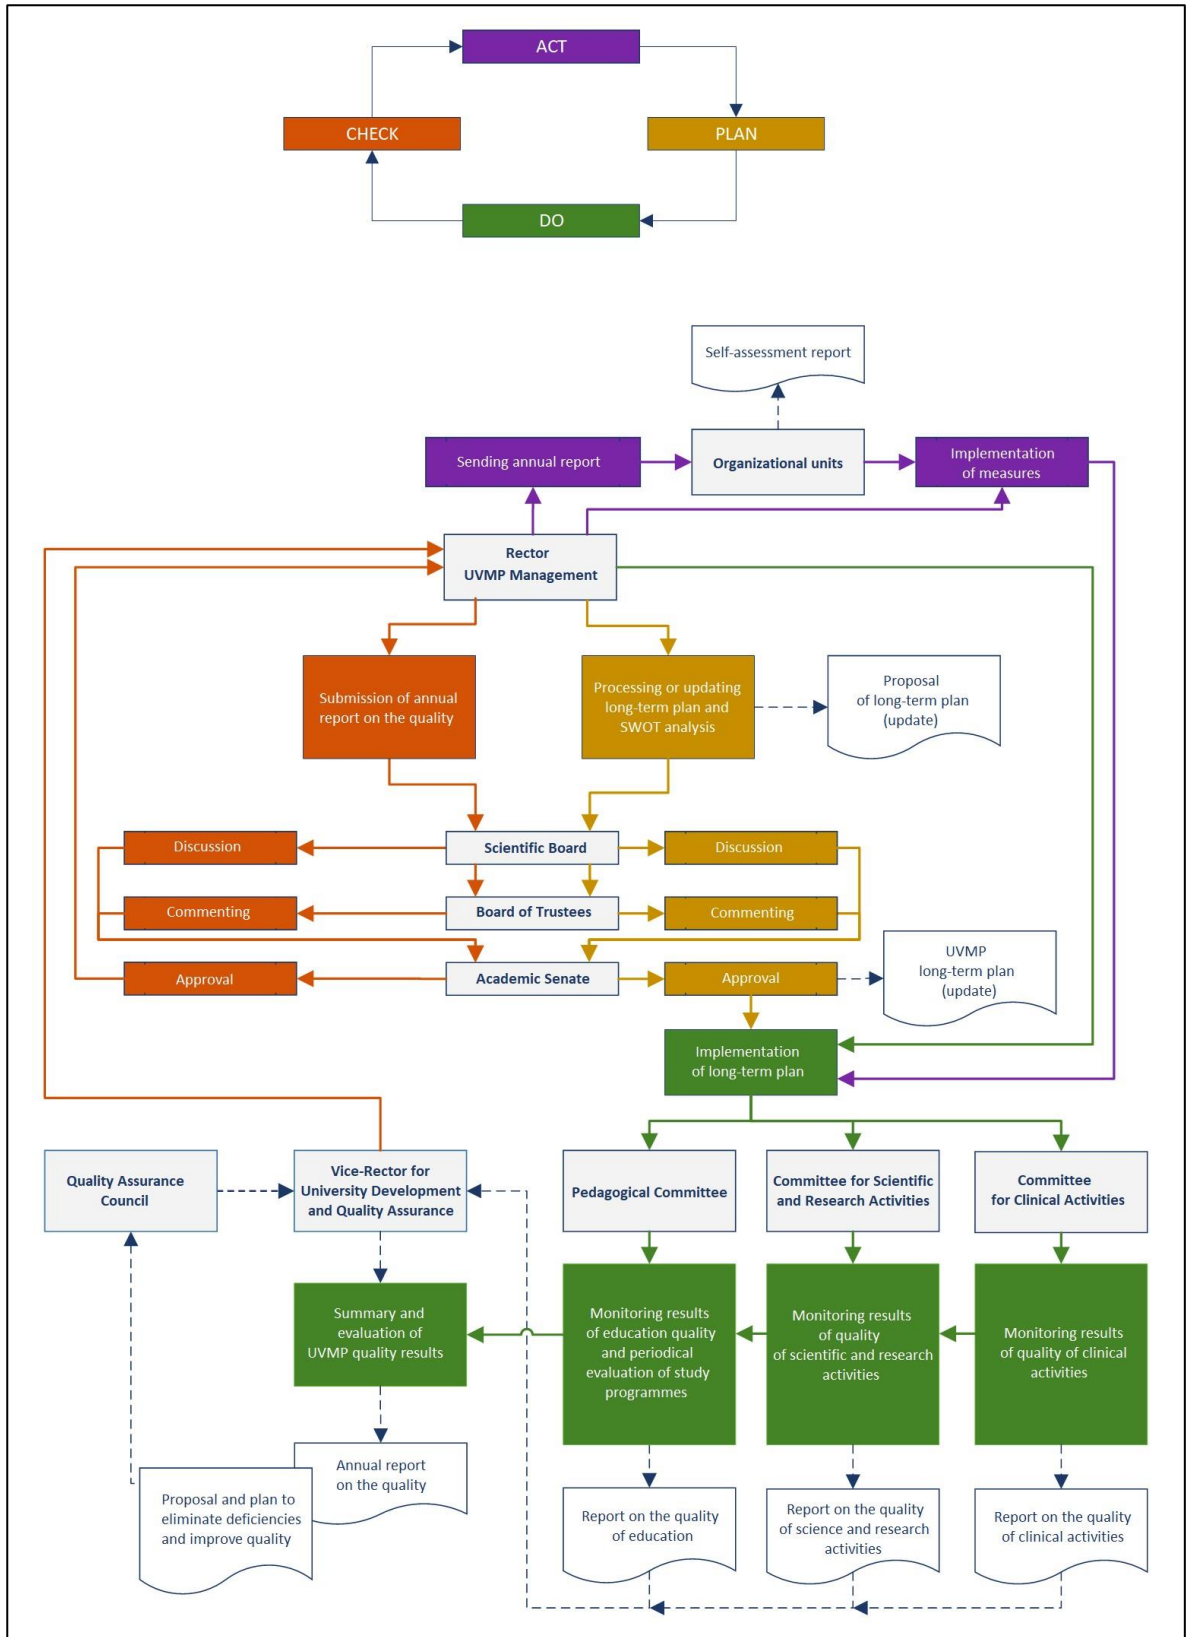 ACT
CHECK
PLAN
DO
Self-assessment report
Sending annual report
Organizational units
Implementation
of measures
Rector
UVMP Management
Submission of annual
report on the quality
Processing or updating
long-term plan and
SWOT analysis
Proposal
of long-term plan
(update)
Discussion
Scientific Board
Discussion
Commenting
Board of Trustees
Commenting
Approval
Academic Senate
Approval
UVMP
long-term plan
(update)
Implementation
of long-term plan
Quality Assurance
Council
Vice-Rector for
University Development
and Quality Assurance
Pedagogical Committee
Committee for Scientific
and Research Activities
Committee
for Clinical Activities
Summary and
evaluation of
UVMP quality results
Monitoring results
of education quality
and periodical
evaluation of study
programmes
Monitoring results
of quality
of scientific and research
activities
Monitoring results
of quality of clinical
activities
Annual report
on the quality
Proposal and plan to
eliminate deficiencies
and improve quality
Report on the quality
of education
Report on the quality
of science and research
activities
Report on the quality
of clinical activities